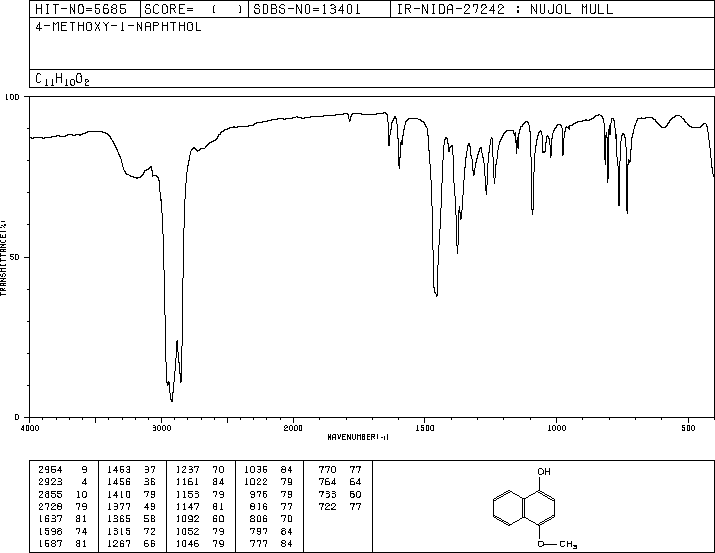 HIT-NO=5685 SCORE= ( ) SDBS-NO=13401 IR-NIDA-27242 : NUJOL MULL
4-METHOXY-1-NAPHTHOL
C11H10O2
100
50
0
TRANSMITTANCE(%)
4000 3000 2000 1500 1000 500
WAVENUMBER(-1)
2954 9 1463 37 1237 70 1036 84 770 77
2923 4 1456 36 1161 84 1022 79 764 64
2855 10 1410 79 1153 79 976 79 733 60
2728 79 1377 49 1147 81 816 77 722 77
1637 81 1365 58 1092 60 806 70
1598 74 1315 72 1052 79 797 84
1587 81 1267 66 1046 79 777 84
OH
O—CH3